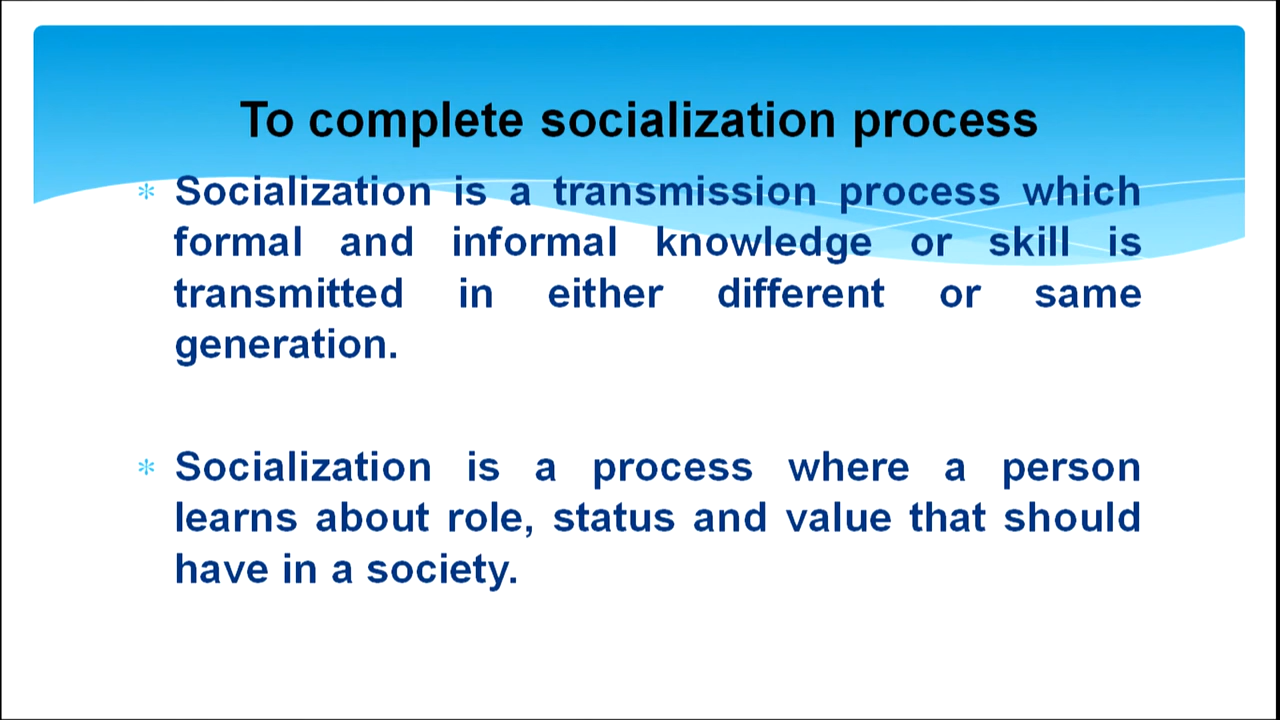 To complete socialization process
Socialization is a transmission process which
formal and informal knowledge or skill is
transmitted in either different or same
generation.
Socialization is a process where a person
learns about role, status and value that should
have in a society.